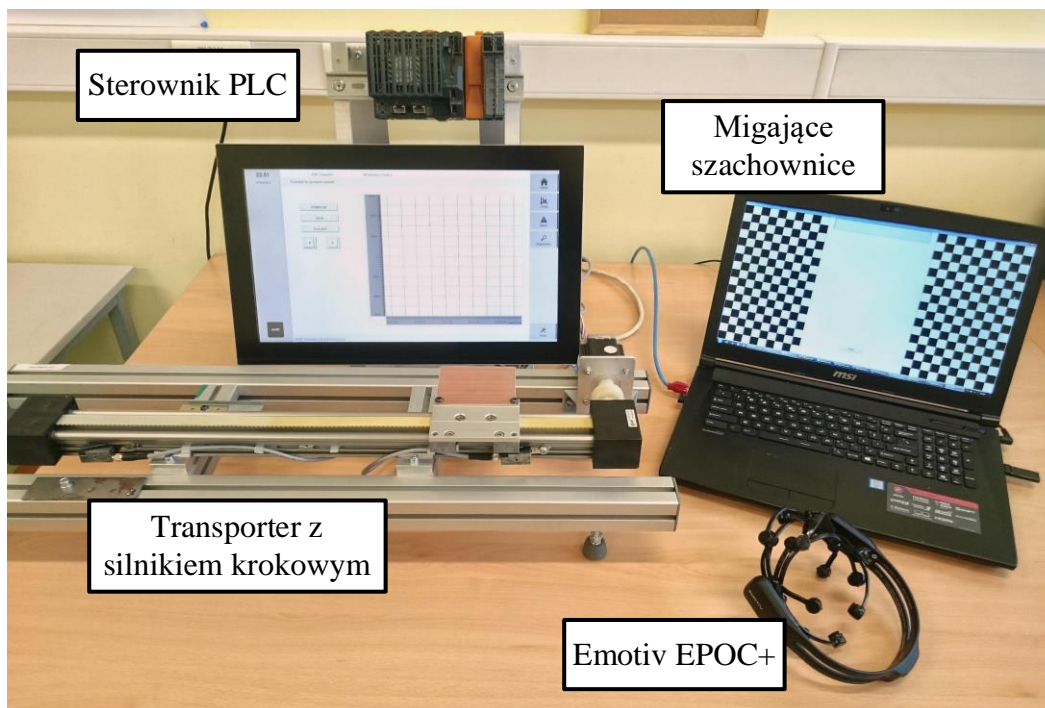 Sterownik PLC
Migające
szachownice
msi
Transporter z
silnikiem krokowym
Emotiv EPOC+